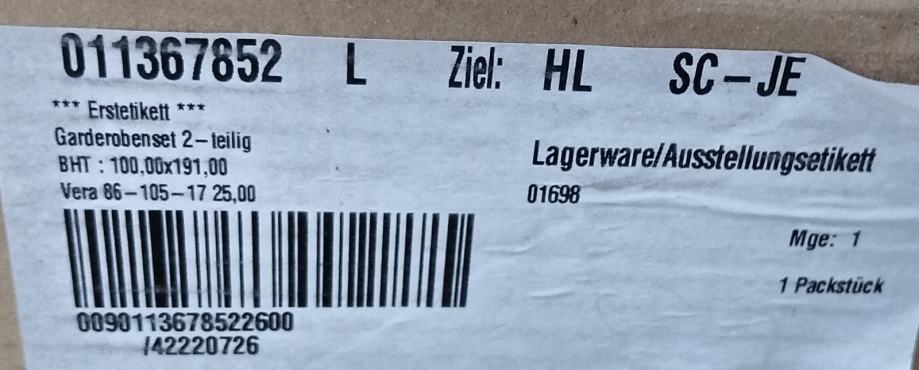 011367852 L Ziel: HL SC-JE
*** Erstetikett ***
Garderobenset 2-teilig
BHT : 100,00x191,00
Vera 86-105-17 25,00
Lagerware/Ausstellungsetikett
01698
Mge: 1
1 Packstück
0090113678522600
/42220726